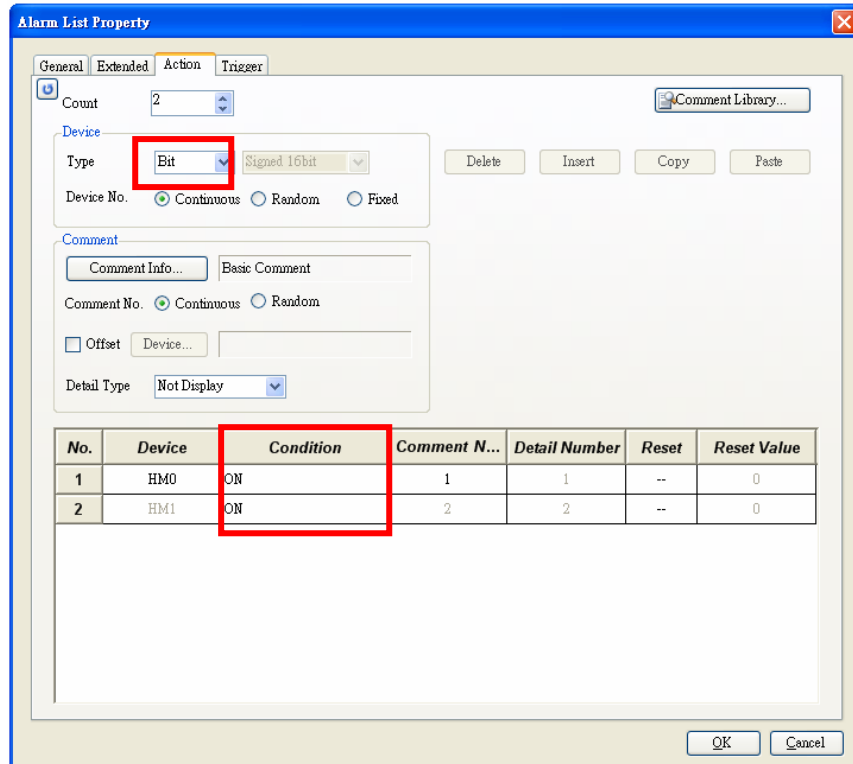 Alarm List Property
General Extended Action Trigger
Count 2 Comment Library...
Device
Type Bit Signed 16bit Delete Insert Copy Paste
Device No. Continuous Random Fixed
Comment
Comment Info... Basic Comment
Comment No. Continuous Random
Offset Device...
Detail Type Not Display
No. Device Condition Comment N... Detail Number Reset Reset Value
1 HM0 ON 1 1 -- 0
2 HM1 ON 2 2 -- 0
OK Cancel